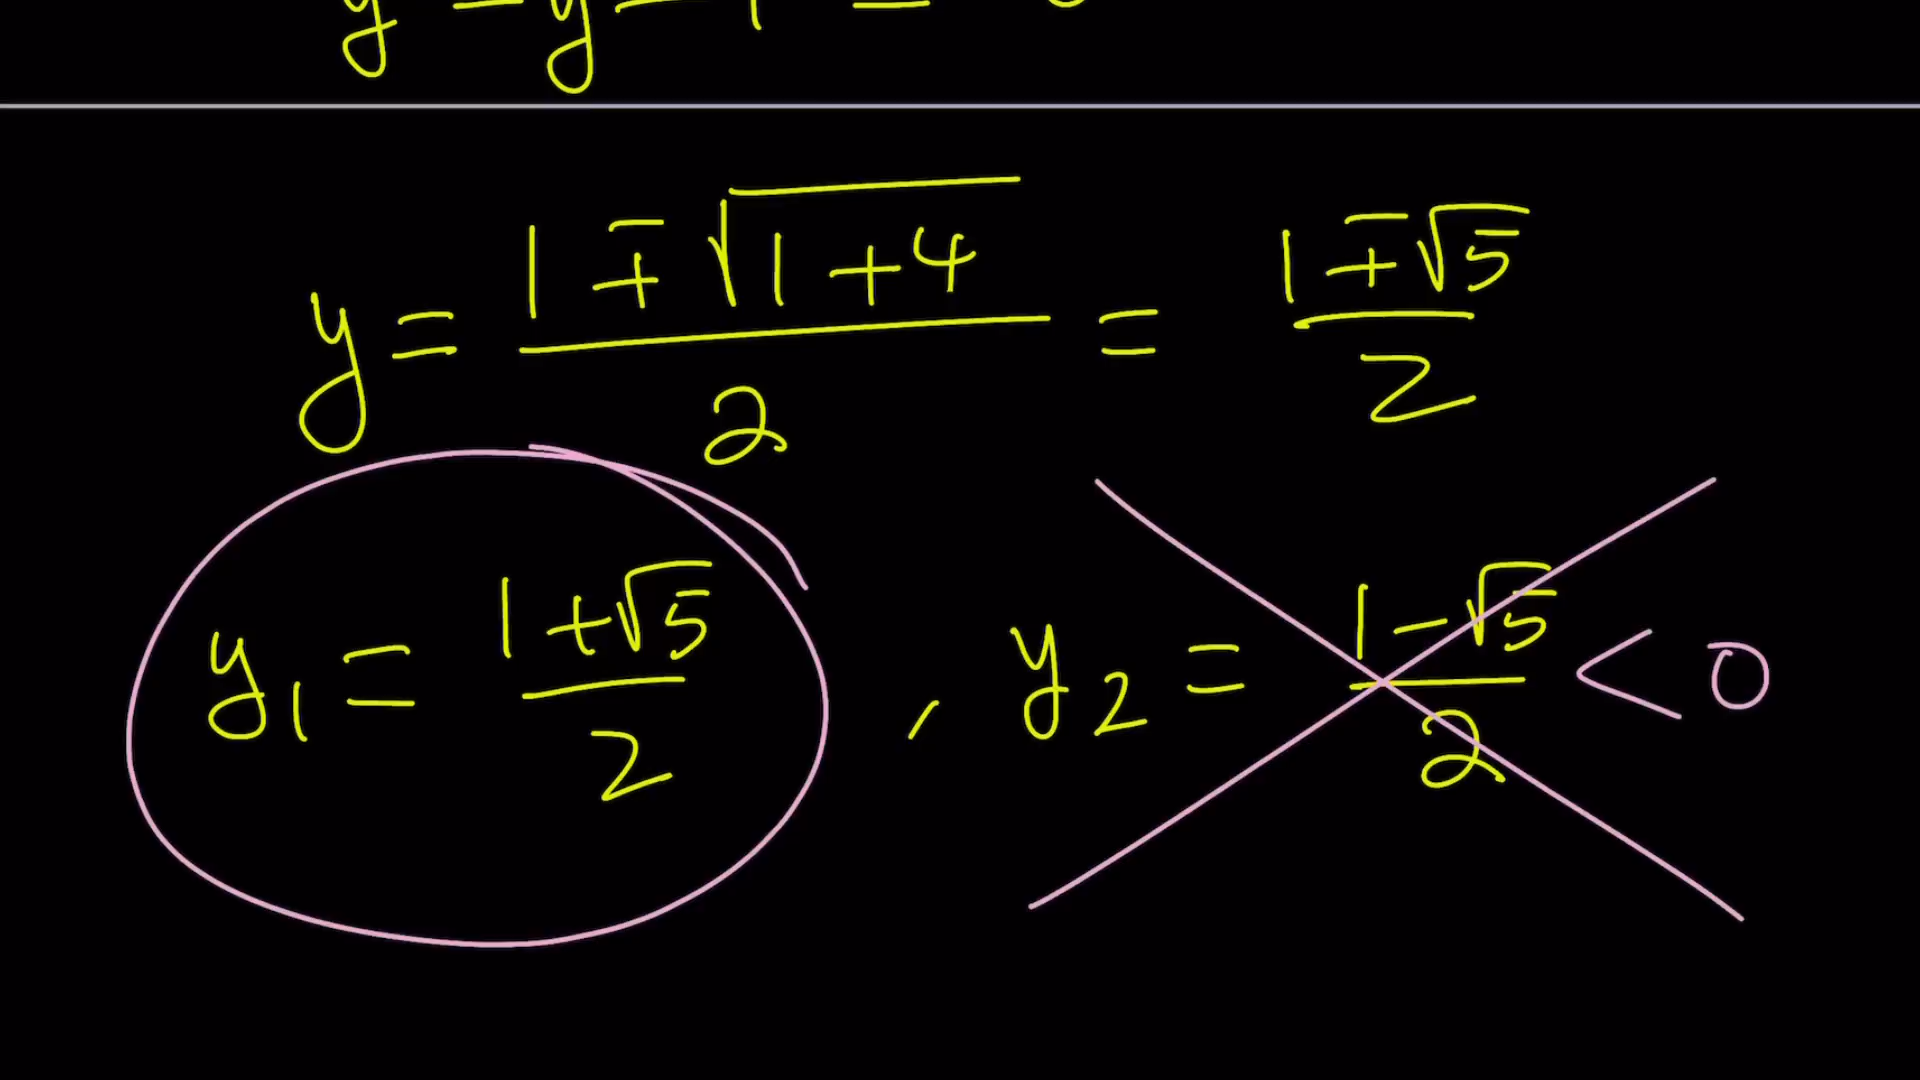 y = (1 ∓ √(1+4))/2 = (1 ∓ √5)/2
y₁ = (1+√5)/2 , y₂ = (1-√5)/2 < 0